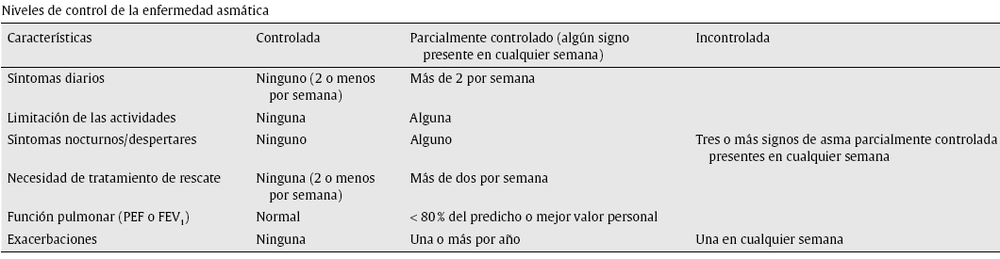 Niveles de control de la enfermedad asmática
Características Controlada Parcialmente controlado (algún signo Incontrolada
presente en cualquier semana)
Síntomas diarios Ninguno (2 o menos Más de 2 por semana
por semana)
Limitación de las actividades Ninguna Alguna
Síntomas nocturnos/despertares Ninguno Alguno Tres o más signos de asma parcialmente controlada
presentes en cualquier semana
Necesidad de tratamiento de rescate Ninguna (2 o menos Más de dos por semana
por semana)
Función pulmonar (PEF o FEV1) Normal < 80 % del predicho o mejor valor personal
Exacerbaciones Ninguna Una o más por año Una en cualquier semana